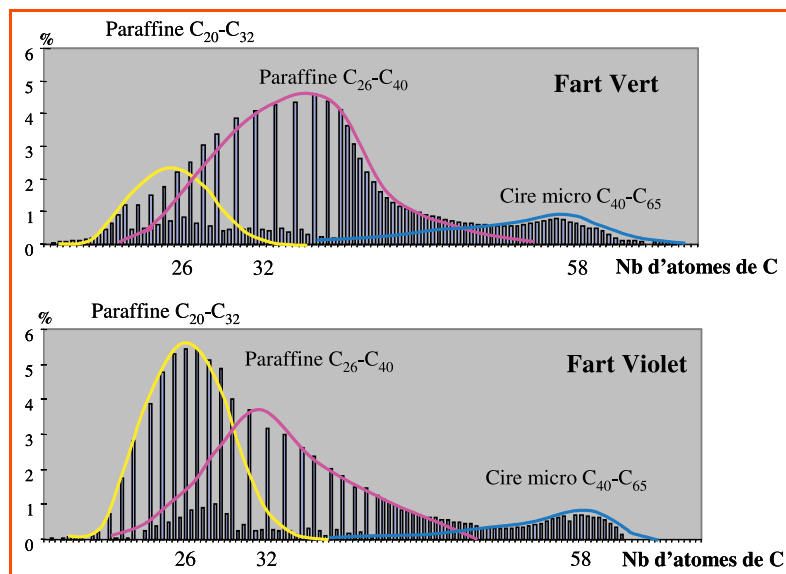 Paraffine C20-C32
%
6
5
4
3
2
1
0
Paraffine C26-C40
Fart Vert
Cire micro C40-C65
26 32 58 Nb d'atomes de C
Paraffine C20-C32
%
6
5
4
3
2
1
0
Paraffine C26-C40
Fart Violet
Cire micro C40-C65
26 32 58 Nb d'atomes de C